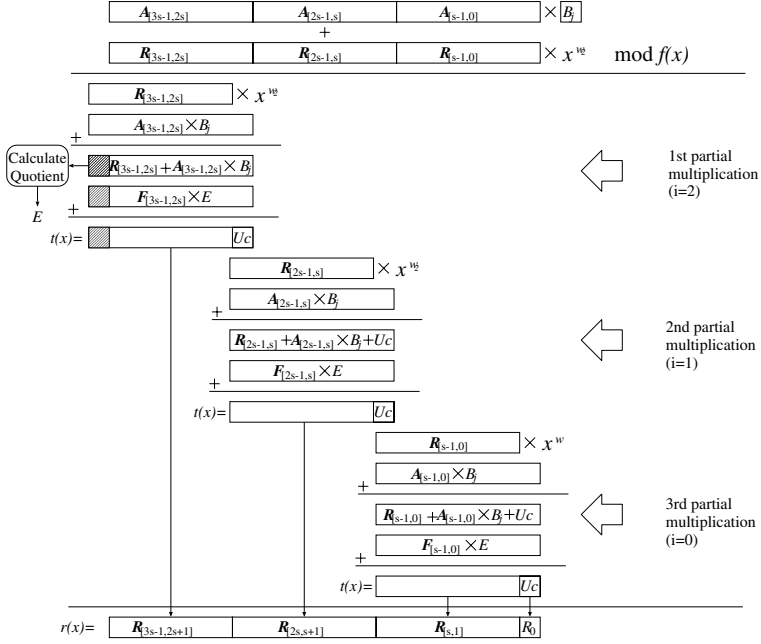 A[3s-1,2s] A[2s-1,s] A[s-1,0] × Bj
+
R[3s-1,2s] R[2s-1,s] R[s-1,0] × x^w2 mod f(x)
R[3s-1,2s] × x^w2
+ A[3s-1,2s] × Bj
Calculate Quotient
R[3s-1,2s] + A[3s-1,2s] × Bj
1st partial
multiplication
(i=2)
E
+ F[3s-1,2s] × E
t(x)= Uc
R[2s-1,s] × x^w2
+ A[2s-1,s] × Bj
R[2s-1,s] + A[2s-1,s] × Bj + Uc
2nd partial
multiplication
(i=1)
+ F[2s-1,s] × E
t(x)= Uc
R[s-1,0] × x^w
+ A[s-1,0] × Bj
R[s-1,0] + A[s-1,0] × Bj + Uc
3rd partial
multiplication
(i=0)
+ F[s-1,0] × E
t(x)= Uc
r(x)= R[3s-1,2s+1] R[2s,s+1] R[s,1] R0